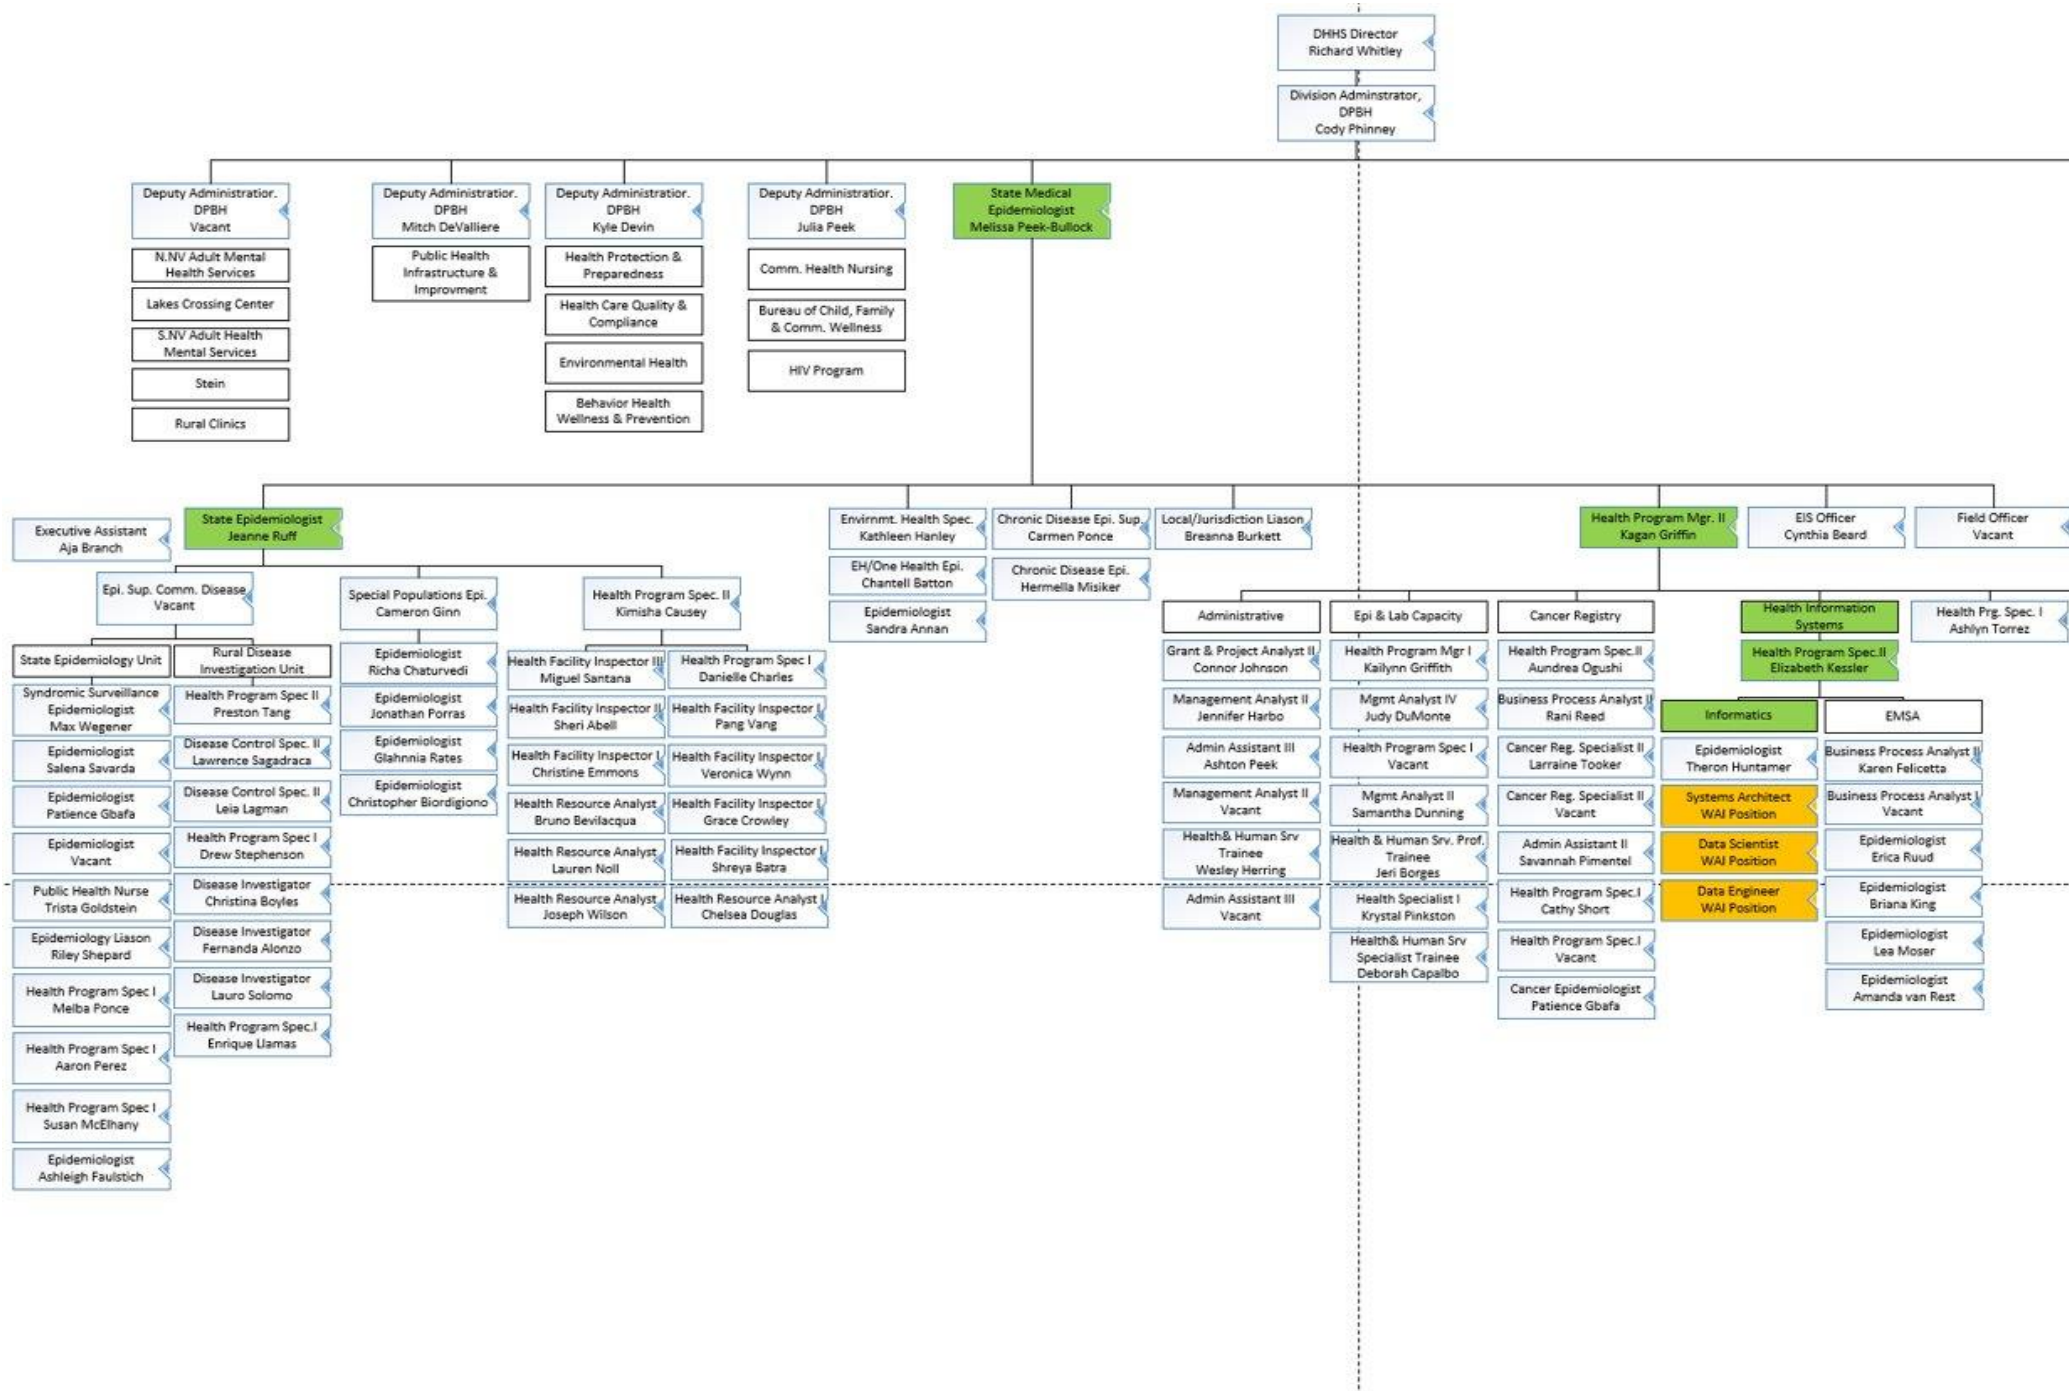 DHHS Director
Richard Whitley
Division Adminstrator,
DPBH
Cody Phinney
Deputy Administratior.
DPBH
Vacant
N.NV Adult Mental
Health Services
Lakes Crossing Center
S.NV Adult Health
Mental Services
Stein
Rural Clinics
Deputy Administratior.
DPBH
Mitch DeValliere
Public Health
Infrastructure &
Improvment
Deputy Administratior.
DPBH
Kyle Devin
Health Protection &
Preparedness
Health Care Quality &
Compliance
Environmental Health
Behavior Health
Wellness & Prevention
Deputy Administratior.
DPBH
Julia Peek
Comm. Health Nursing
Bureau of Child, Family
& Comm. Wellness
HIV Program
State Medical
Epidemiologist
Melissa Peek-Bullock
Executive Assistant
Aja Branch
State Epidemiologist
Jeanne Ruff
Epi. Sup. Comm. Disease
Vacant
State Epidemiology Unit
Syndromic Surveillance
Epidemiologist
Max Wegener
Epidemiologist
Salena Savarda
Epidemiologist
Patience Gbafa
Epidemiologist
Vacant
Public Health Nurse
Trista Goldstein
Epidemiology Liason
Riley Shepard
Health Program Spec I
Melba Ponce
Health Program Spec I
Aaron Perez
Health Program Spec I
Susan McElhany
Epidemiologist
Ashleigh Faulstich
Rural Disease
Investigation Unit
Health Program Spec II
Preston Tang
Disease Control Spec. II
Lawrence Sagadraca
Disease Control Spec. II
Leia Lagman
Health Program Spec I
Drew Stephenson
Disease Investigator
Christina Boyles
Disease Investigator
Fernanda Alonzo
Disease Investigator
Lauro Solomo
Health Program Spec.I
Enrique Llamas
Special Populations Epi.
Cameron Ginn
Epidemiologist
Richa Chaturvedi
Epidemiologist
Jonathan Porras
Epidemiologist
Glahnnia Rates
Epidemiologist
Christopher Biordigiono
Health Program Spec. II
Kimisha Causey
Health Facility Inspector III
Miguel Santana
Health Facility Inspector II
Sheri Abell
Health Facility Inspector I
Christine Emmons
Health Resource Analyst
Bruno Bevilacqua
Health Resource Analyst
Lauren Noll
Health Resource Analyst
Joseph Wilson
Health Program Spec I
Danielle Charles
Health Facility Inspector I
Pang Vang
Health Facility Inspector I
Veronica Wynn
Health Facility Inspector I
Grace Crowley
Health Facility Inspector I
Shreya Batra
Health Resource Analyst I
Chelsea Douglas
Envirnmt. Health Spec.
Kathleen Hanley
EH/One Health Epi.
Chantell Batton
Epidemiologist
Sandra Annan
Chronic Disease Epi. Sup.
Carmen Ponce
Chronic Disease Epi.
Hermella Misiker
Local/Jurisdiction Liason
Breanna Burkett
Health Program Mgr. II
Kagan Griffin
EIS Officer
Cynthia Beard
Field Officer
Vacant
Administrative
Grant & Project Analyst II
Connor Johnson
Management Analyst II
Jennifer Harbo
Admin Assistant III
Ashton Peek
Management Analyst II
Vacant
Health& Human Srv
Trainee
Wesley Herring
Admin Assistant III
Vacant
Epi & Lab Capacity
Health Program Mgr I
Kailynn Griffith
Mgmt Analyst IV
Judy DuMonte
Health Program Spec I
Vacant
Mgmt Analyst II
Samantha Dunning
Health & Human Srv. Prof.
Trainee
Jeri Borges
Health Specialist I
Krystal Pinkston
Health& Human Srv
Specialist Trainee
Deborah Capalbo
Cancer Registry
Health Program Spec.II
Aundrea Ogushi
Business Process Analyst II
Rani Reed
Cancer Reg. Specialist II
Larraine Tooker
Cancer Reg. Specialist II
Vacant
Admin Assistant II
Savannah Pimentel
Health Program Spec.I
Cathy Short
Health Program Spec.I
Vacant
Cancer Epidemiologist
Patience Gbafa
Health Information
Systems
Health Program Spec.II
Elizabeth Kessler
Informatics
Epidemiologist
Theron Huntamer
Systems Architect
WAI Position
Data Scientist
WAI Position
Data Engineer
WAI Position
EMSA
Business Process Analyst II
Karen Felicetta
Business Process Analyst I
Vacant
Epidemiologist
Erica Ruud
Epidemiologist
Briana King
Epidemiologist
Lea Moser
Epidemiologist
Amanda van Rest
Health Prg. Spec. I
Ashlyn Torrez